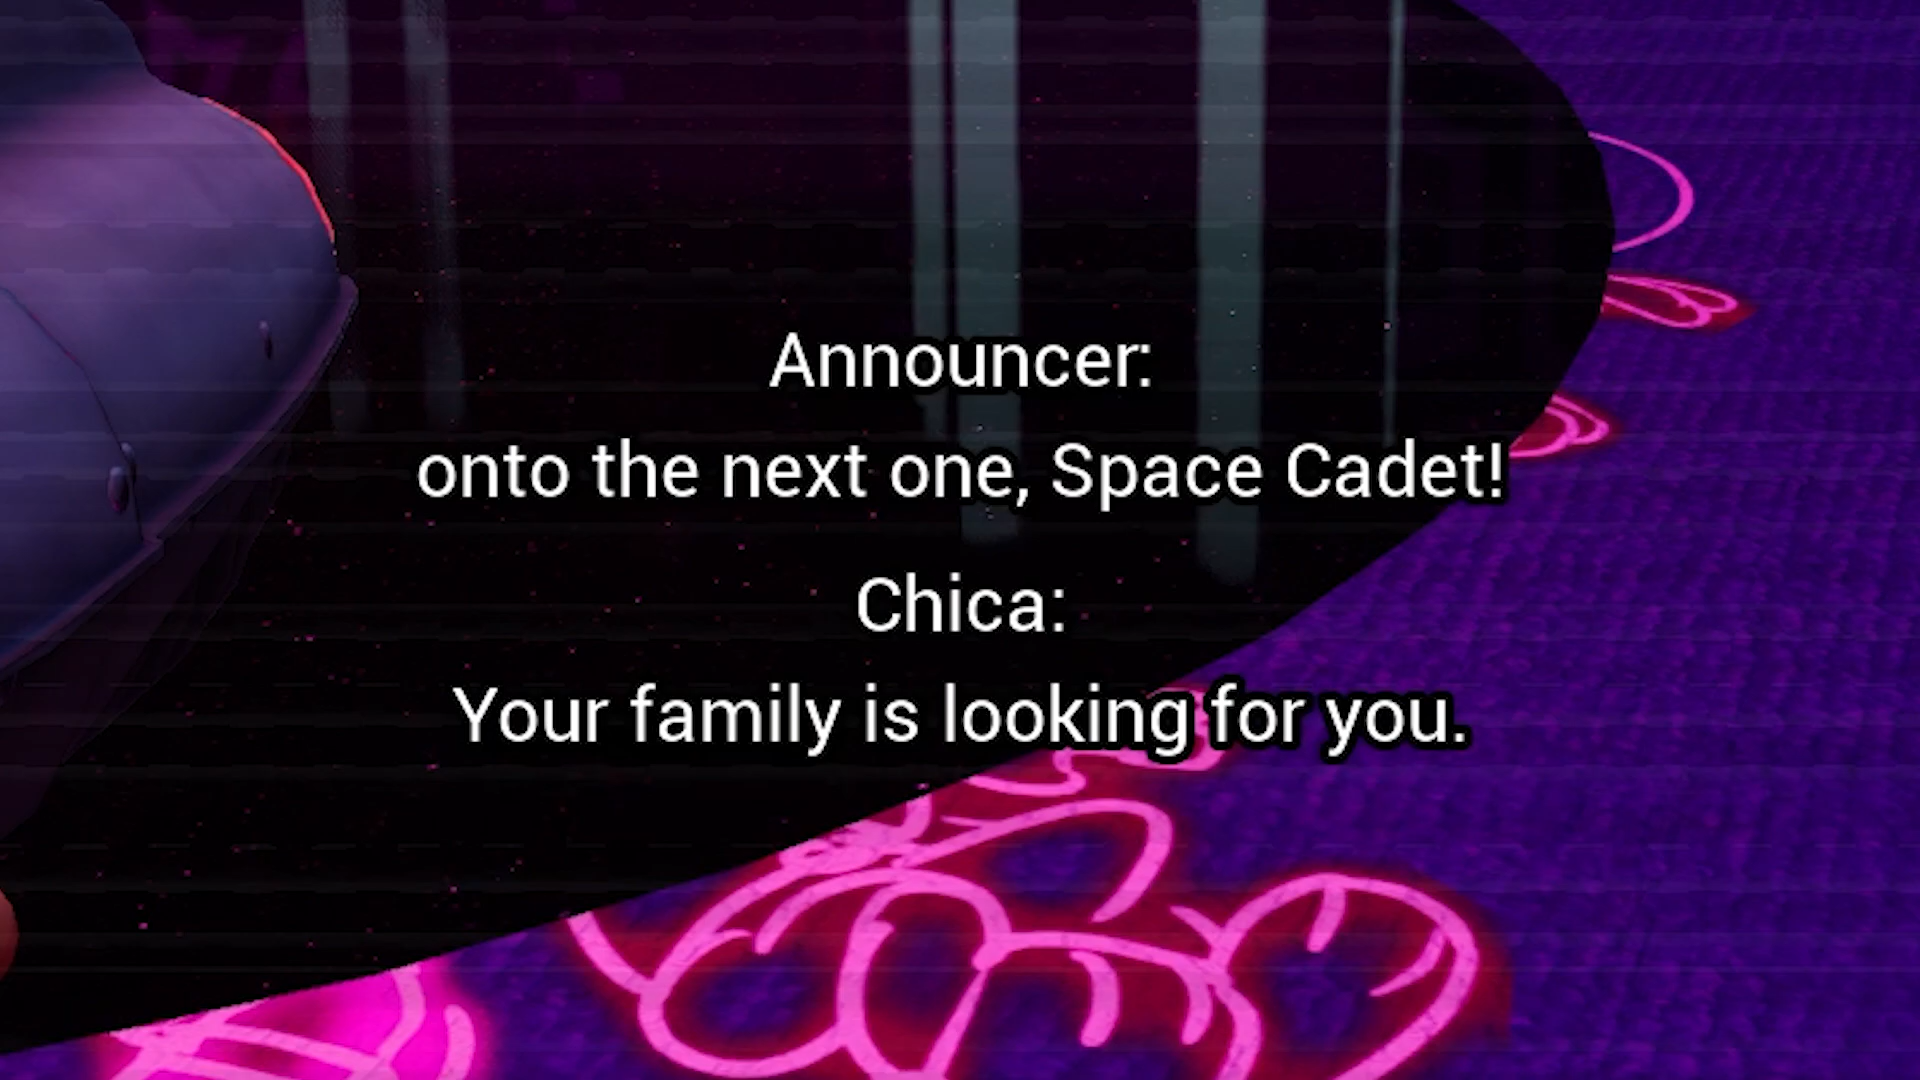 Announcer:
onto the next one, Space Cadet!
Chica:
Your family is looking for you.